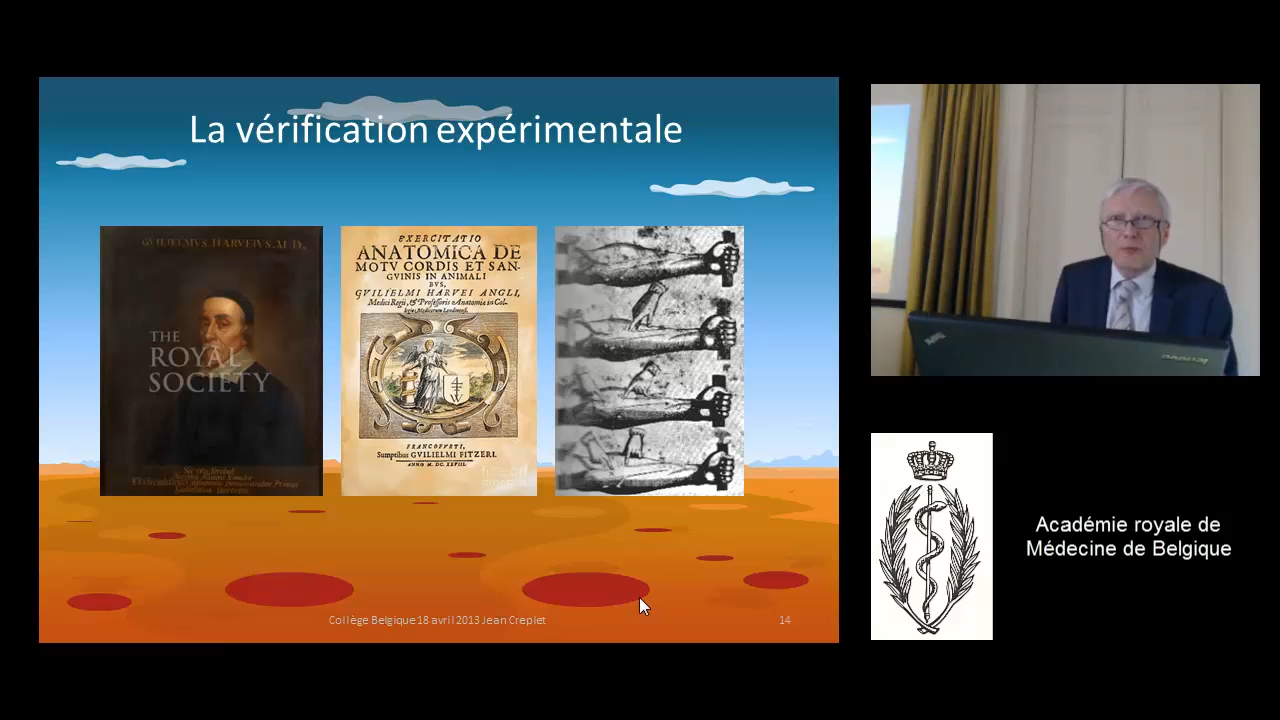 La vérification expérimentale
GVILIELMVS HARVEIVS. M.D.
THE
ROYAL
SOCIETY
EXERCITATIO
ANATOMICA DE
MOTV CORDIS ET SAN-
GVINIS IN ANIMALI
BVS,
GVILIELMI HARVEI ANGLI,
Medici Regii, & Professoris Anatomiæ in Col-
legio Medicorum Londinensi.
FRANCOFVRTI,
Sumptibus GVILIELMI FITZERI.
ANNO M. DC. XXVIII.
Collège Belgique 18 avril 2013 Jean Creplet
14
Académie royale de
Médecine de Belgique